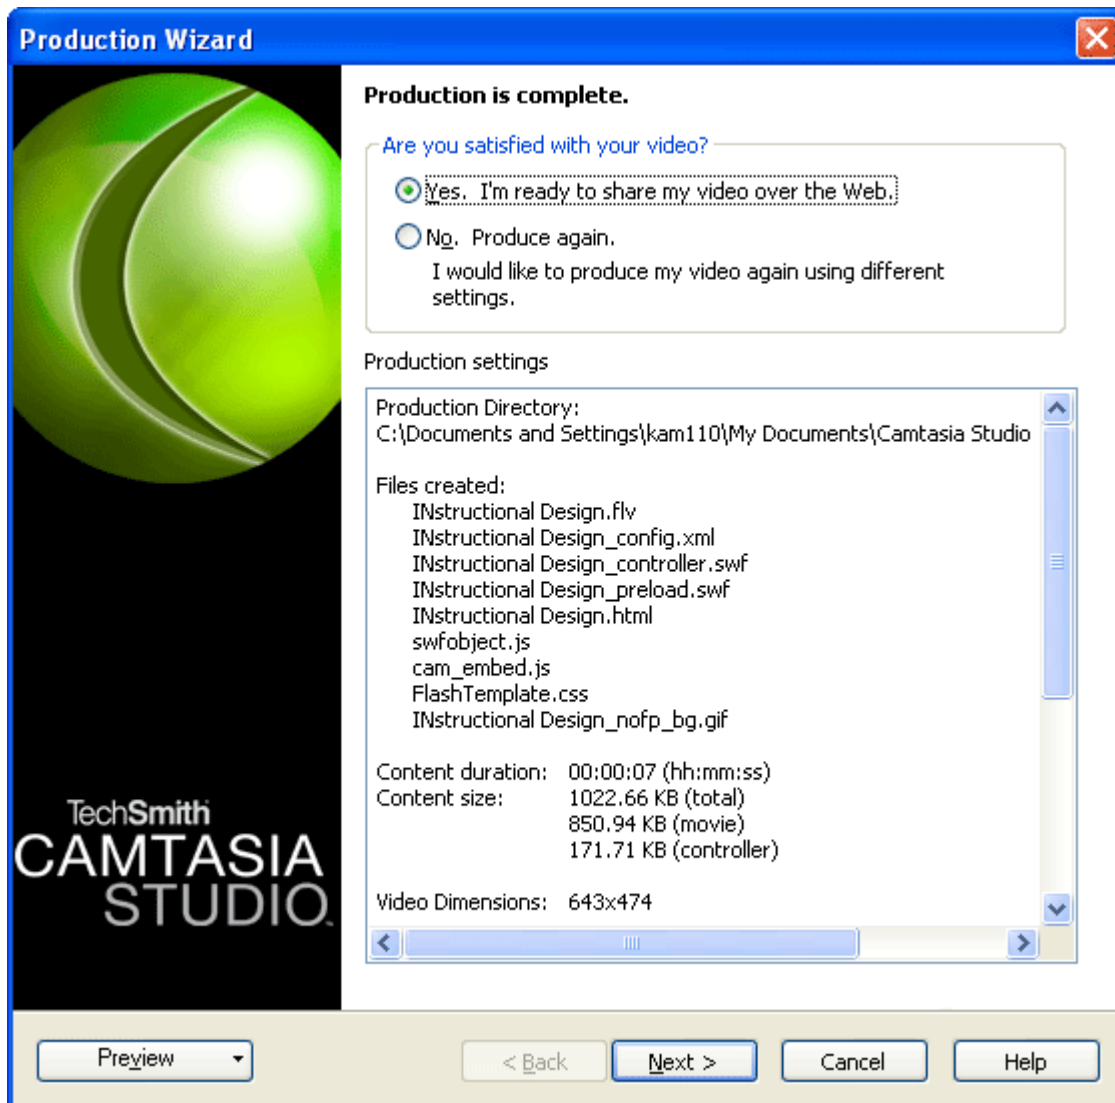 Production Wizard
Production is complete.
Are you satisfied with your video?
Yes. I'm ready to share my video over the Web.
No. Produce again.
I would like to produce my video again using different
settings.
Production settings
Production Directory:
C:\Documents and Settings\kam110\My Documents\Camtasia Studio
Files created:
INstructional Design.flv
INstructional Design_config.xml
INstructional Design_controller.swf
INstructional Design_preload.swf
INstructional Design.html
swfobject.js
cam_embed.js
FlashTemplate.css
INstructional Design_nofp_bg.gif
Content duration: 00:00:07 (hh:mm:ss)
Content size: 1022.66 KB (total)
850.94 KB (movie)
171.71 KB (controller)
Video Dimensions: 643x474
TechSmith
CAMTASIA
STUDIO
Preview
< Back
Next >
Cancel
Help